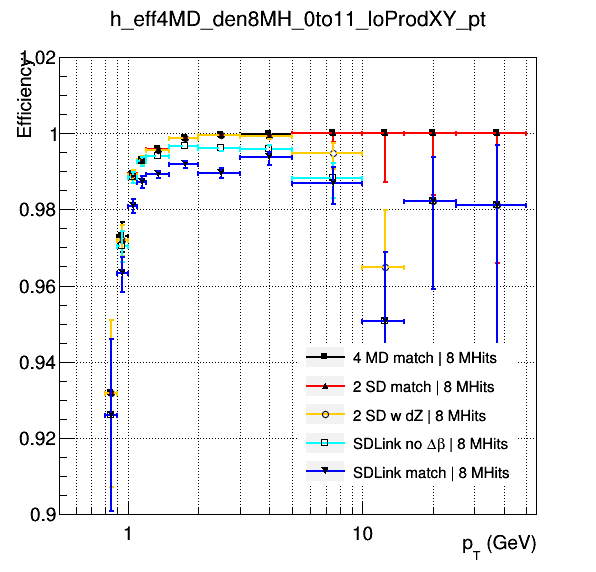 h_eff4MD_den8MH_0to11_loProdXY_pt
Efficiency
1.02
1
0.98
0.96
0.94
0.92
0.9
4 MD match | 8 MHits
2 SD match | 8 MHits
2 SD w dZ | 8 MHits
SDLink no Δβ | 8 MHits
SDLink match | 8 MHits
1
10
p_T (GeV)